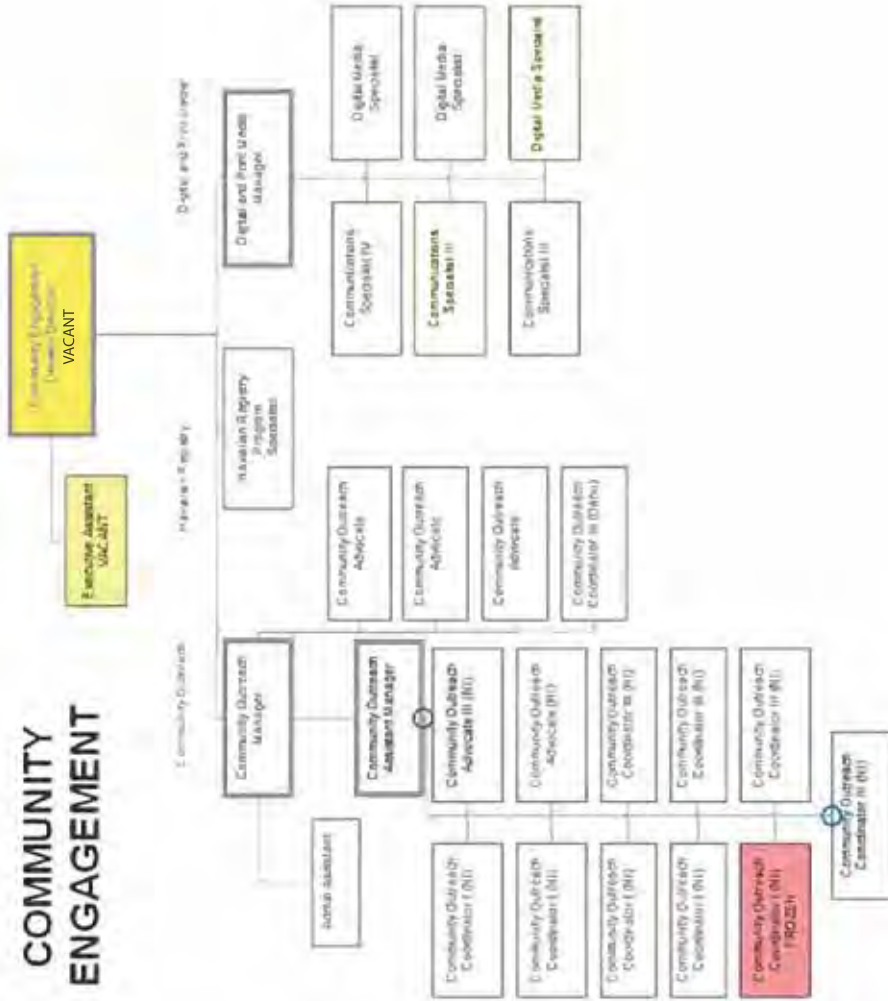 COMMUNITY
ENGAGEMENT
Community Engagement
Director
VACANT
Executive Assistant
VACANT
Community Outreach
Hawaiian Registry
Digital and Print Media
Community Outreach
Manager
Hawaiian Registry
Program
Specialist
Digital and Print Media
Manager
Admin Assistant
Community Outreach
Assistant Manager
Community Outreach
Advocate
Community Outreach
Advocate
Community Outreach
Advocate
Community Outreach
Coordinator III (Oahu)
Communications
Specialist IV
Digital Media
Specialist
Communications
Specialist III
Digital Media
Specialist
Communications
Specialist III
Digital Media Specialist
Community Outreach
Coordinator I (NI)
Community Outreach
Advocate III (NI)
Community Outreach
Coordinator I (NI)
Community Outreach
Advocate (NI)
Community Outreach
Coordinator I (NI)
Community Outreach
Coordinator III (NI)
Community Outreach
Coordinator I (NI)
Community Outreach
Coordinator III (NI)
Community Outreach
Coordinator I (NI)
FROZEN
Community Outreach
Coordinator III (NI)
Community Outreach
Coordinator III (NI)